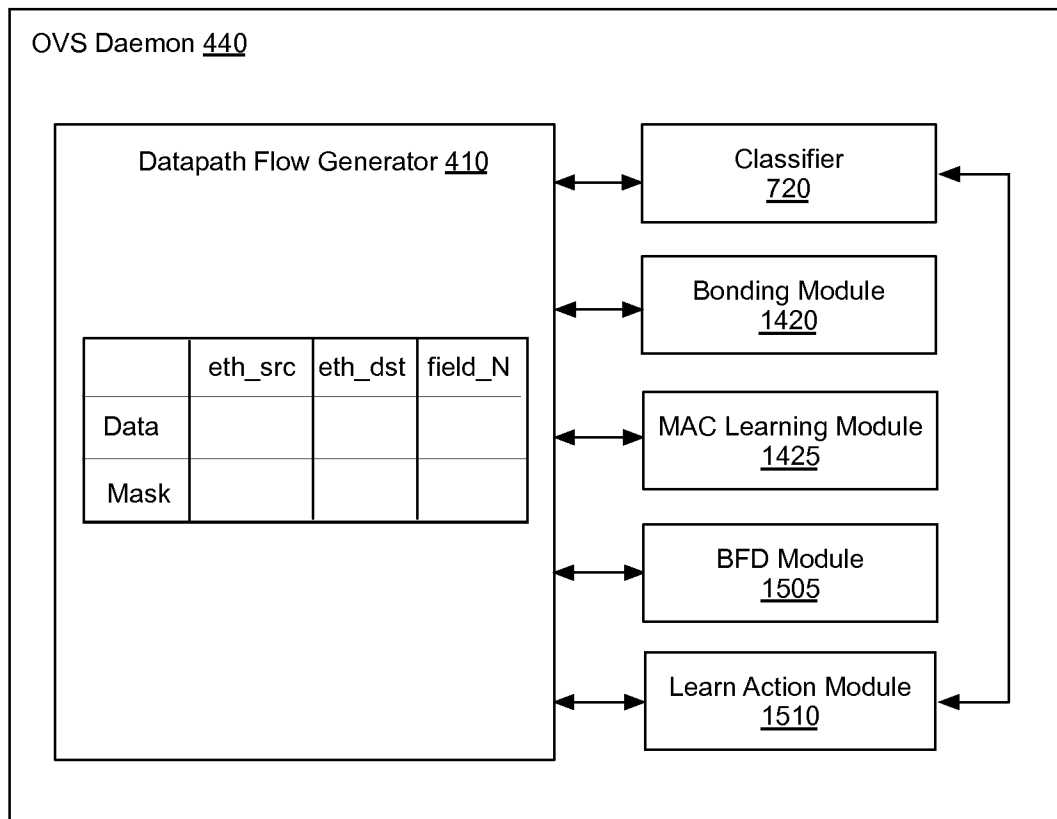 OVS Daemon 440
Datapath Flow Generator 410
eth_src eth_dst field_N
Data
Mask
Classifier
720
Bonding Module
1420
MAC Learning Module
1425
BFD Module
1505
Learn Action Module
1510